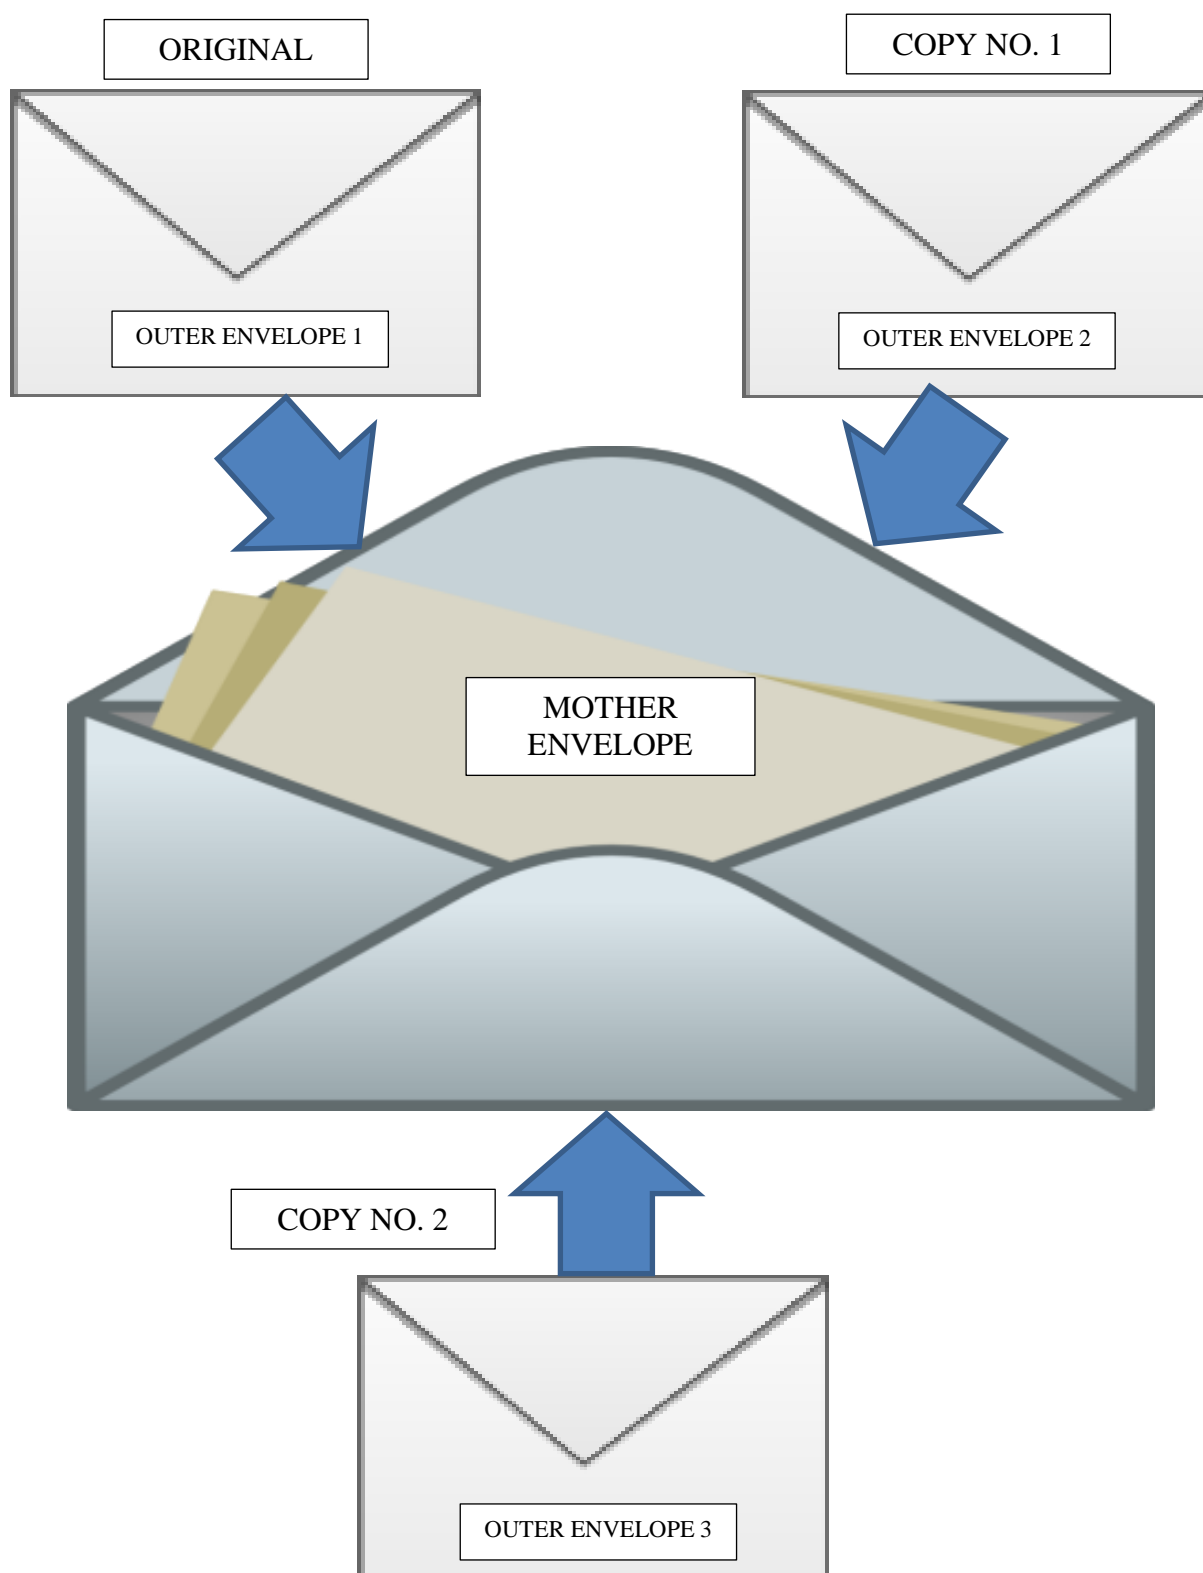 ORIGINAL
COPY NO. 1
OUTER ENVELOPE 1
OUTER ENVELOPE 2
MOTHER
ENVELOPE
COPY NO. 2
OUTER ENVELOPE 3